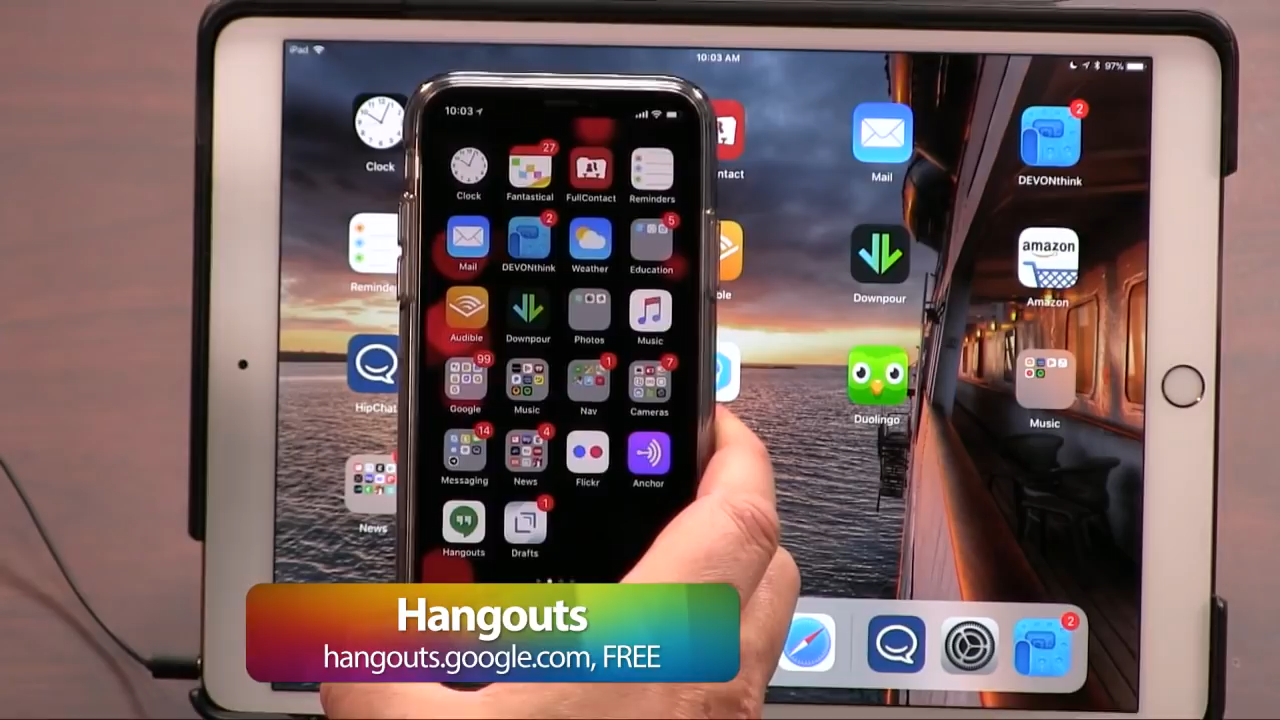 iPad
10:03 AM
97%
Clock
ntact
Mail
2
DEVONthink
Reminde
ble
Downpour
amazon
Amazon
HipChat
Duolingo
Music
News
2
10:03
27
Clock
Fantastical
FullContact
Reminders
2
5
Mail
DEVONthink
Weather
Education
Audible
Downpour
Photos
Music
99
1
7
Google
Music
Nav
Cameras
14
4
Messaging
News
Flickr
Anchor
1
Hangouts
Drafts
Hangouts
hangouts.google.com, FREE